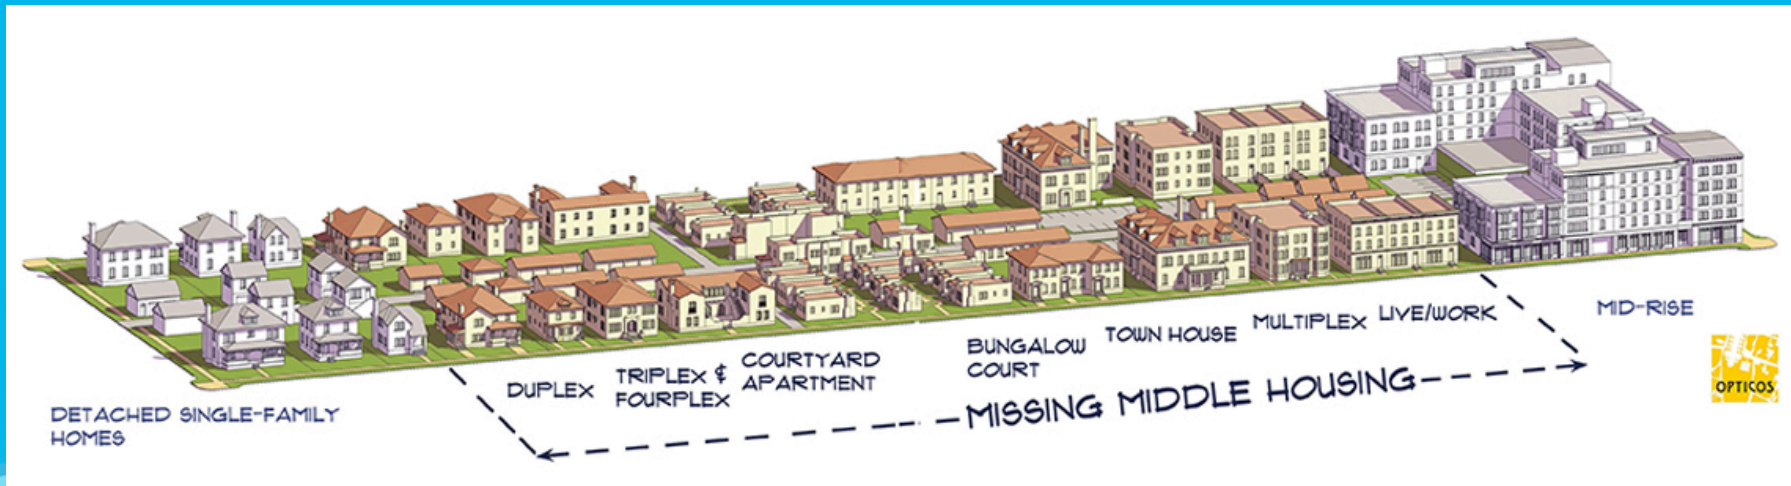 DETACHED SINGLE-FAMILY
HOMES
DUPLEX
TRIPLEX &
FOURPLEX
COURTYARD
APARTMENT
BUNGALOW
COURT
TOWN HOUSE
MULTIPLEX
LIVE/WORK
MISSING MIDDLE HOUSING
MID-RISE
OPTICOS